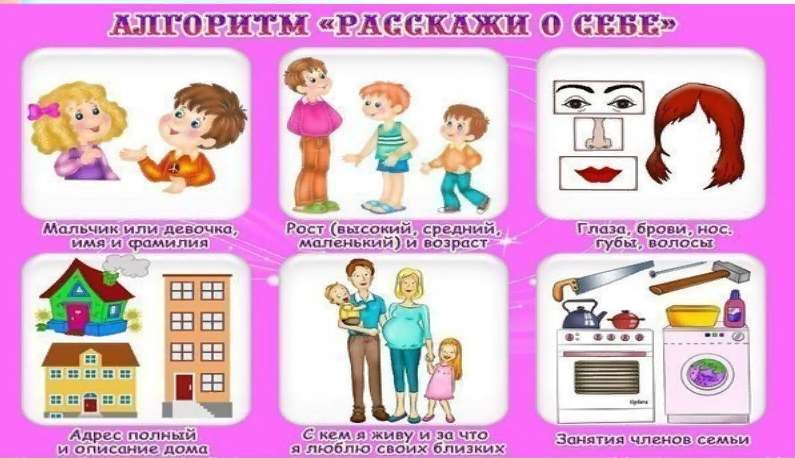 АЛГОРИТМ «РАССКАЖИ О СЕБЕ»
Мальчик или девочка,
имя и фамилия
Рост (высокий, средний,
маленький) и возраст
Глаза, брови, нос,
губы, волосы
Адрес полный
и описание дома
С кем я живу и за что
я люблю своих близких
Занятия членов семьи